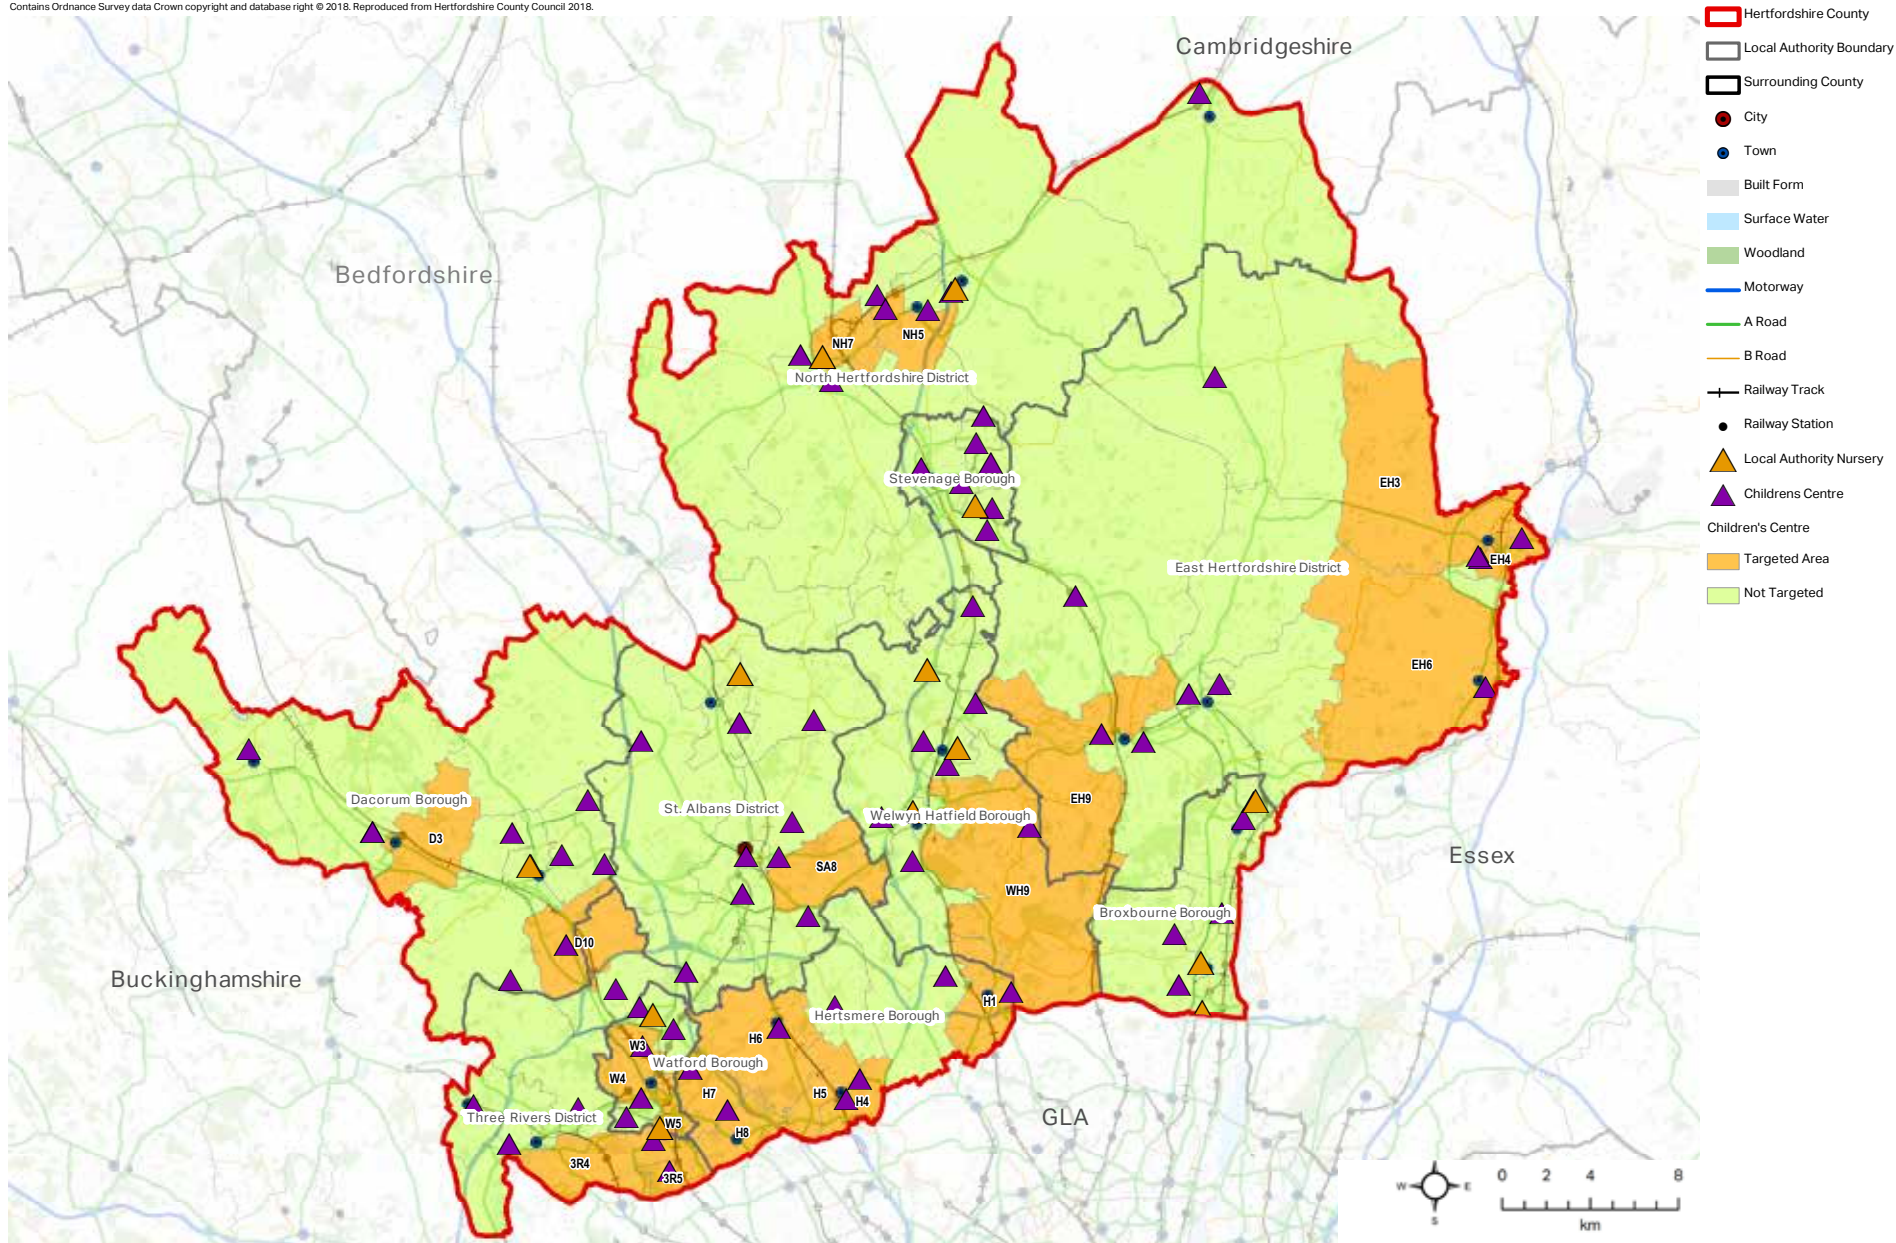 Contains Ordnance Survey data Crown copyright and database right © 2018. Reproduced from Hertfordshire County Council 2018.
Cambridgeshire
Bedfordshire
NH5
NH7
North Hertfordshire District
Stevenage Borough
EH3
EH4
East Hertfordshire District
EH6
Dacorum Borough
D3
St. Albans District
Welwyn Hatfield Borough
EH9
SA8
WH9
Essex
Broxbourne Borough
D10
Buckinghamshire
H1
Hertsmere Borough
H6
W3
Watford Borough
W4
H7
H5
H4
Three Rivers District
W5
H8
GLA
3R4
3R5
Hertfordshire County
Local Authority Boundary
Surrounding County
City
Town
Built Form
Surface Water
Woodland
Motorway
A Road
B Road
Railway Track
Railway Station
Local Authority Nursery
Childrens Centre
Children's Centre
Targeted Area
Not Targeted
W E
S
0 2 4 8
km